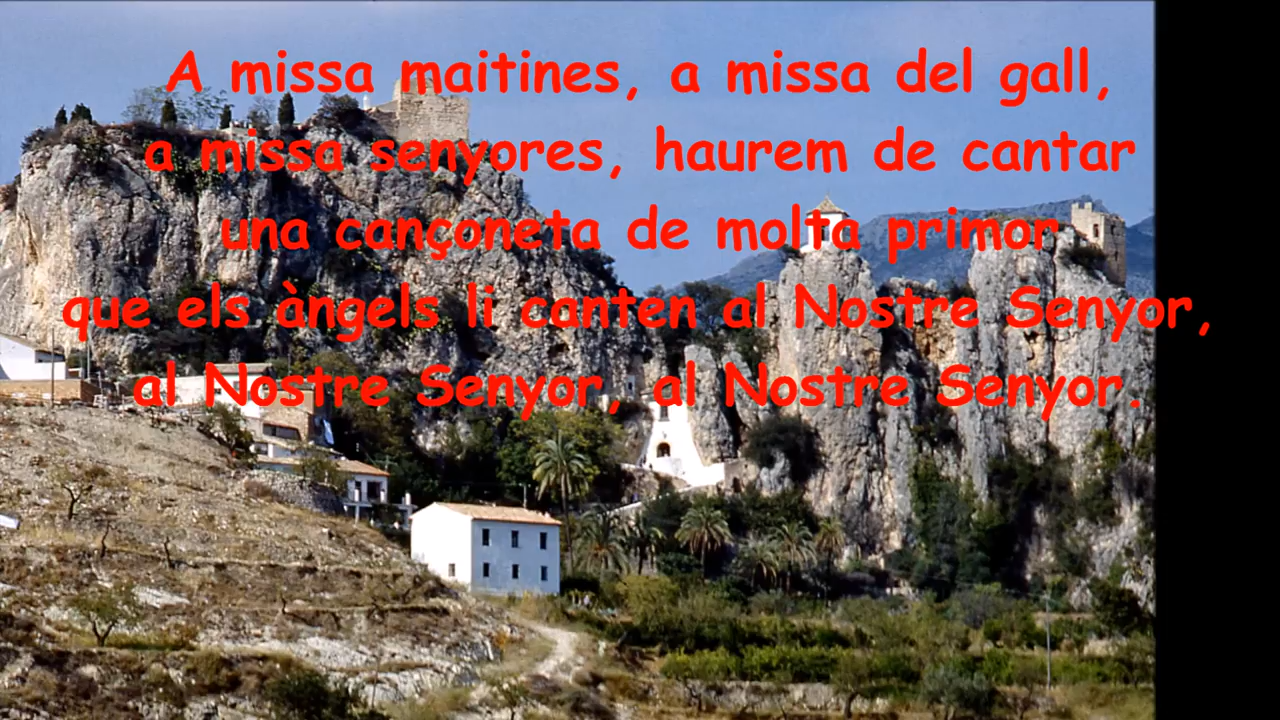 A missa maitines, a missa del gall,
a missa senyores, haurem de cantar
una cançoneta de molta primor
que els àngels li canten al Nostre Senyor,
al Nostre Senyor, al Nostre Senyor.